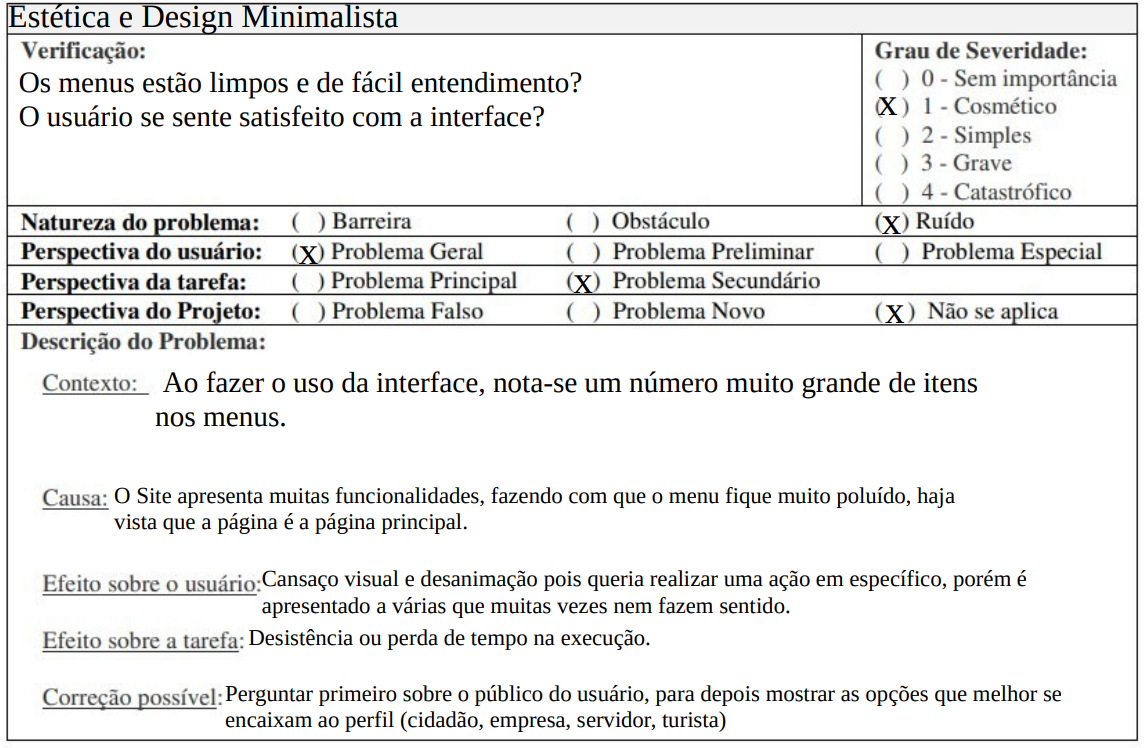 Estética e Design Minimalista
Verificação:
Os menus estão limpos e de fácil entendimento?
O usuário se sente satisfeito com a interface?
Grau de Severidade:
( ) 0 - Sem importância
(X) 1 - Cosmético
( ) 2 - Simples
( ) 3 - Grave
( ) 4 - Catastrófico
Natureza do problema: ( ) Barreira ( ) Obstáculo (X) Ruído
Perspectiva do usuário: (X) Problema Geral ( ) Problema Preliminar ( ) Problema Especial
Perspectiva da tarefa: ( ) Problema Principal (X) Problema Secundário
Perspectiva do Projeto: ( ) Problema Falso ( ) Problema Novo (X) Não se aplica
Descrição do Problema:
Contexto: Ao fazer o uso da interface, nota-se um número muito grande de itens
nos menus.
Causa: O Site apresenta muitas funcionalidades, fazendo com que o menu fique muito poluído, haja
vista que a página é a página principal.
Efeito sobre o usuário: Cansaço visual e desanimação pois queria realizar uma ação em específico, porém é
apresentado a várias que muitas vezes nem fazem sentido.
Efeito sobre a tarefa: Desistência ou perda de tempo na execução.
Correção possível: Perguntar primeiro sobre o público do usuário, para depois mostrar as opções que melhor se
encaixam ao perfil (cidadão, empresa, servidor, turista)